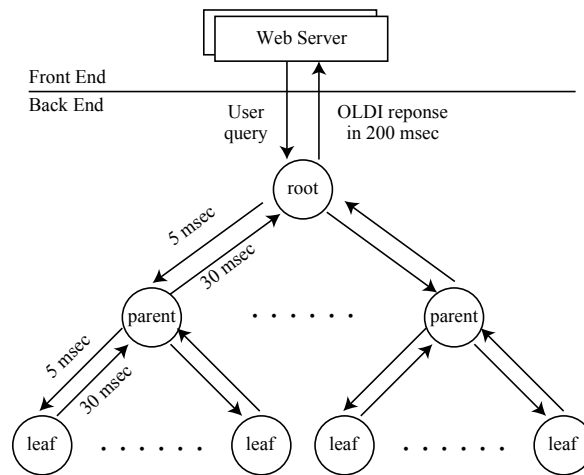 Web Server
Front End
Back End
User
query
OLDI reponse
in 200 msec
root
5 msec
30 msec
parent
. . . . . .
parent
5 msec
30 msec
leaf
. . . . . .
leaf
leaf
. . . . . .
leaf